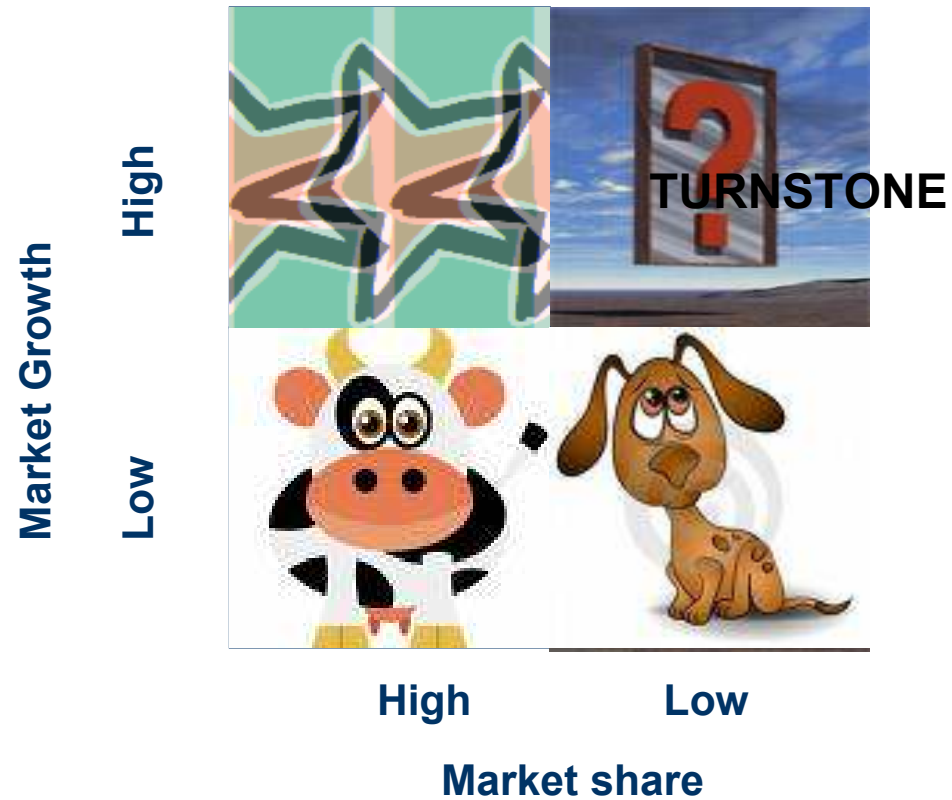 High
?
TURNSTONE
Market Growth
Low
High Low
Market share